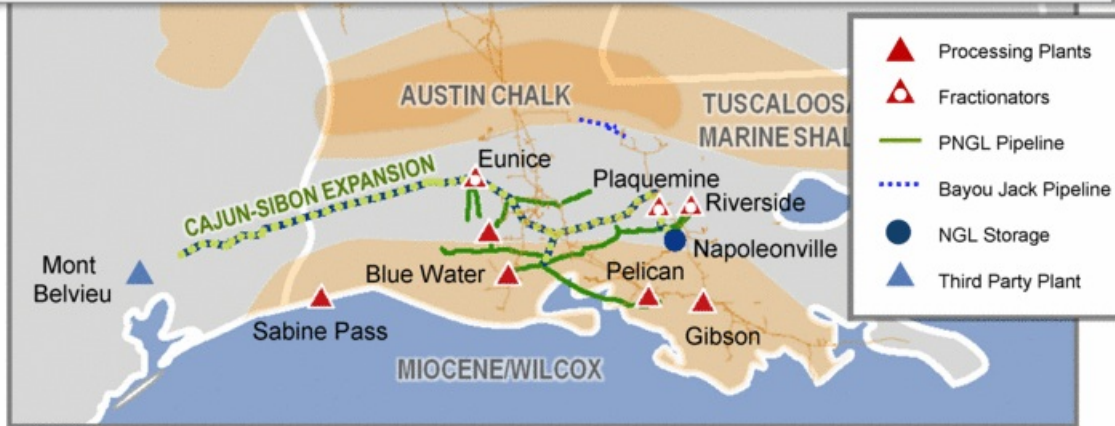 AUSTIN CHALK
TUSCALOOSA
MARINE SHAL
Eunice
CAJUN-SIBON EXPANSION
Plaquemine
Riverside
Napoleonville
Mont
Belvieu
Blue Water
Pelican
Sabine Pass
Gibson
MIOCENE/WILCOX
Processing Plants
Fractionators
PNGL Pipeline
Bayou Jack Pipeline
NGL Storage
Third Party Plant